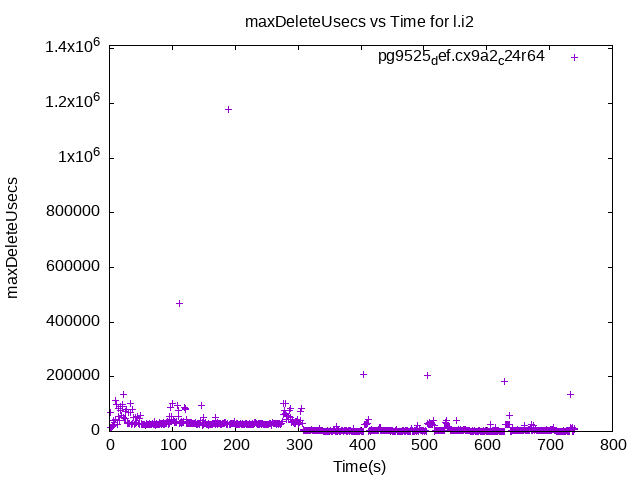 maxDeleteUsecs vs Time for l.i2
pg9525_def.cx9a2_c24r64
maxDeleteUsecs
1.4x10^6
1.2x10^6
1x10^6
800000
600000
400000
200000
0
0 100 200 300 400 500 600 700 800
Time(s)